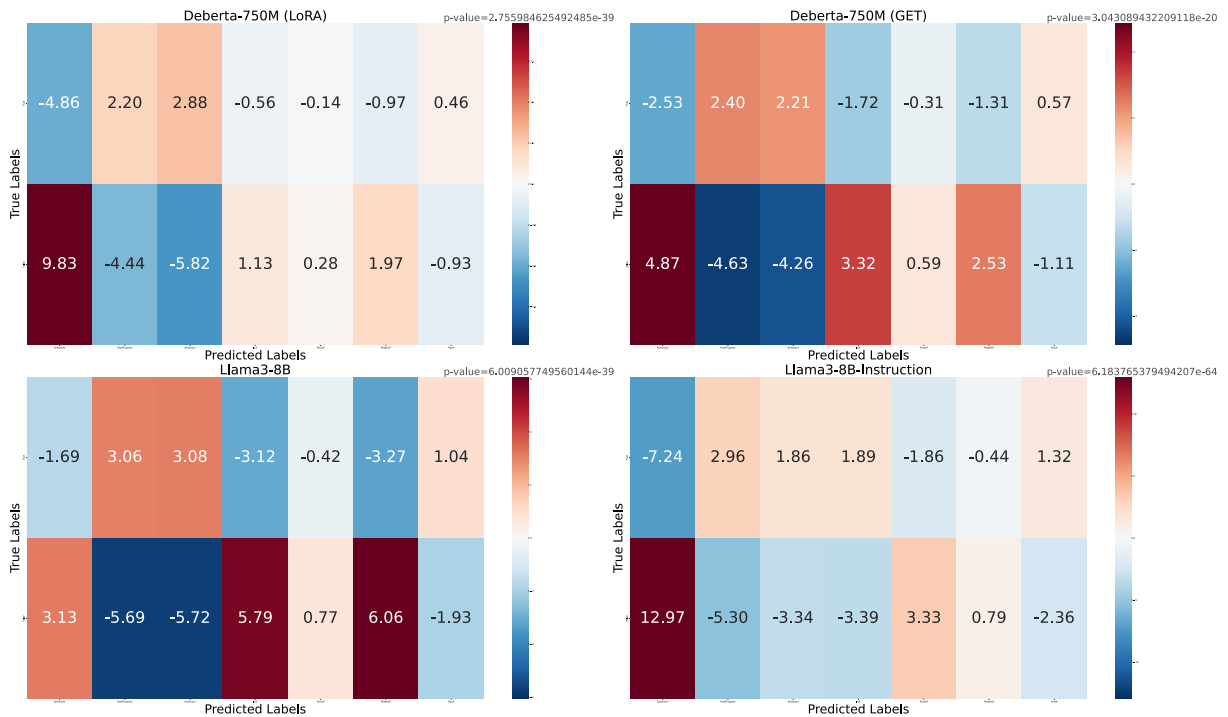 Deberta-750M (LoRA)
p-value=2.755984625492485e-39
True Labels
-4.86 2.20 2.88 -0.56 -0.14 -0.97 0.46
9.83 -4.44 -5.82 1.13 0.28 1.97 -0.93
Predicted Labels
Deberta-750M (GET)
p-value=3.043089432209118e-20
True Labels
-2.53 2.40 2.21 -1.72 -0.31 -1.31 0.57
4.87 -4.63 -4.26 3.32 0.59 2.53 -1.11
Predicted Labels
Llama3-8B
p-value=6.009057749560144e-39
True Labels
-1.69 3.06 3.08 -3.12 -0.42 -3.27 1.04
3.13 -5.69 -5.72 5.79 0.77 6.06 -1.93
Predicted Labels
Llama3-8B-Instruction
p-value=6.183765379494207e-64
True Labels
-7.24 2.96 1.86 1.89 -1.86 -0.44 1.32
12.97 -5.30 -3.34 -3.39 3.33 0.79 -2.36
Predicted Labels